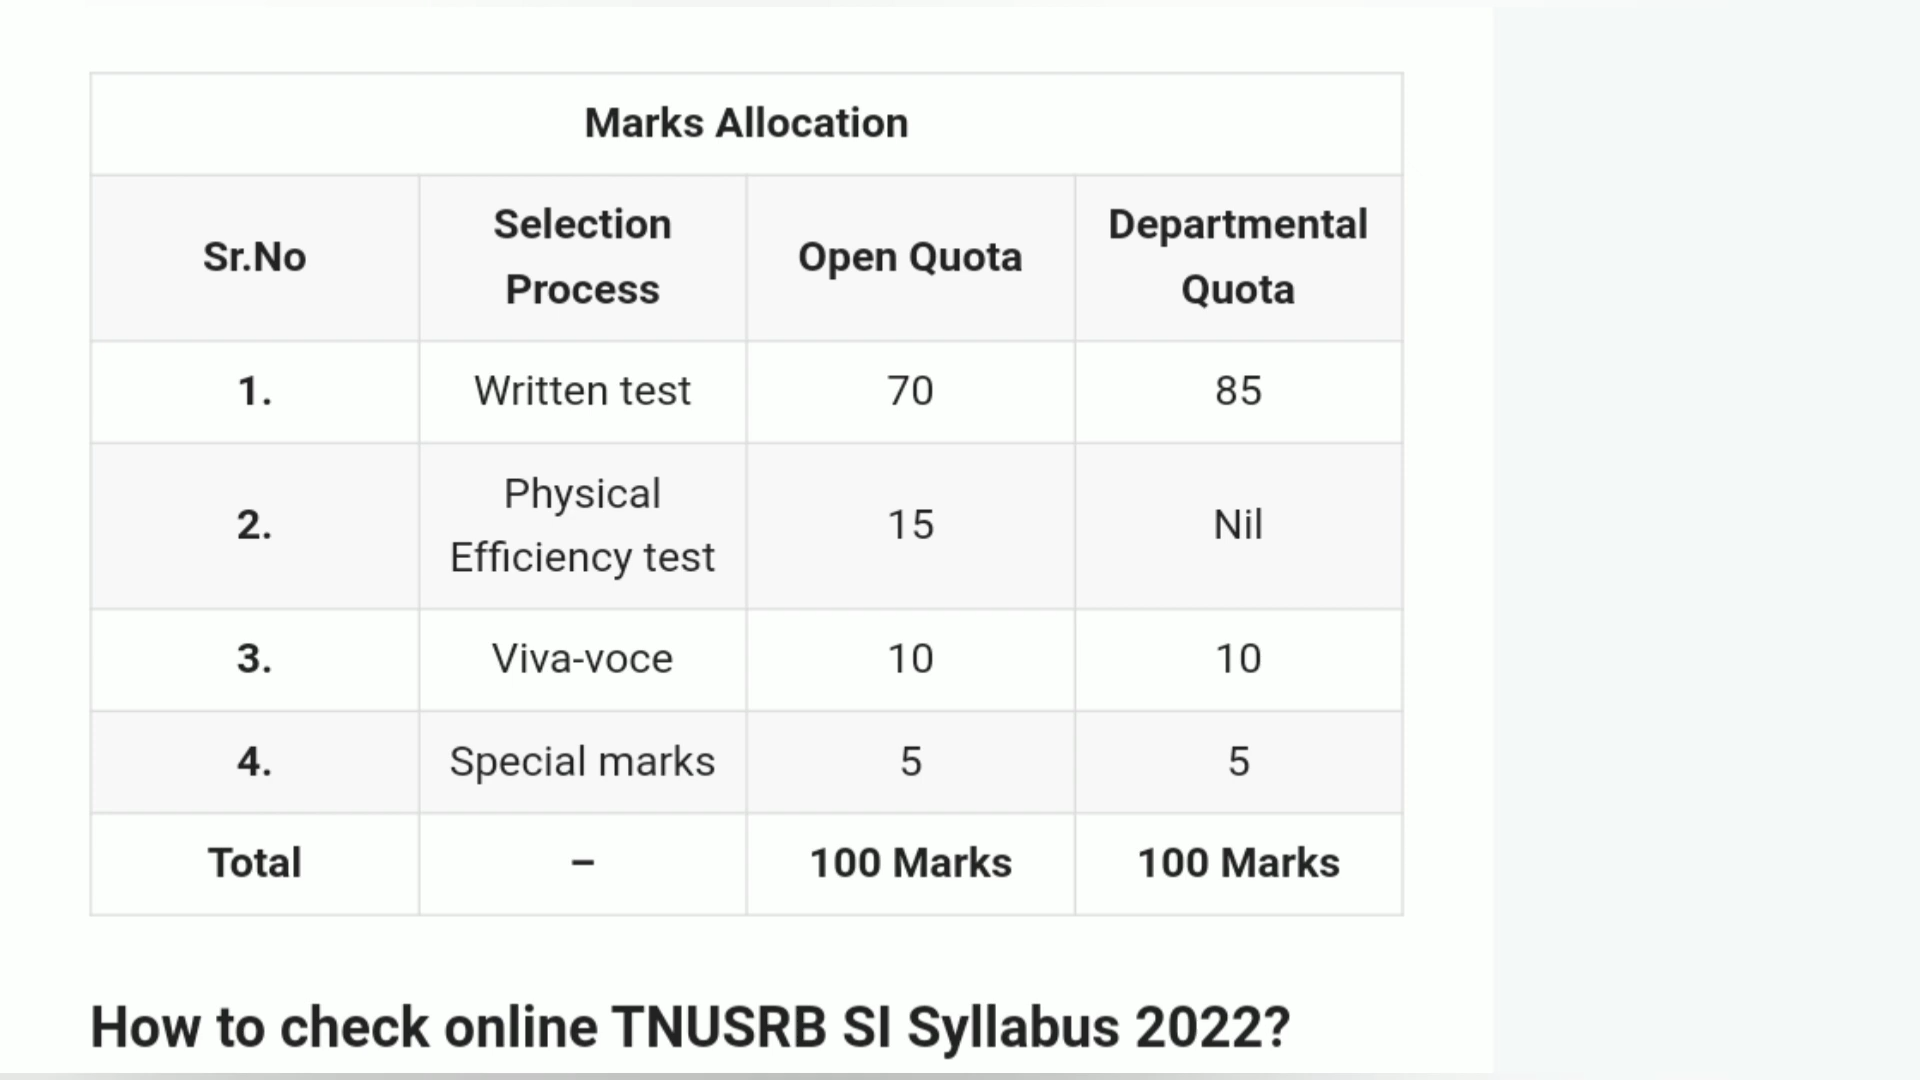 Marks Allocation
Sr.No
Selection
Process
Open Quota
Departmental
Quota
1.
Written test
70
85
2.
Physical
Efficiency test
15
Nil
3.
Viva-voce
10
10
4.
Special marks
5
5
Total
–
100 Marks
100 Marks
How to check online TNUSRB SI Syllabus 2022?